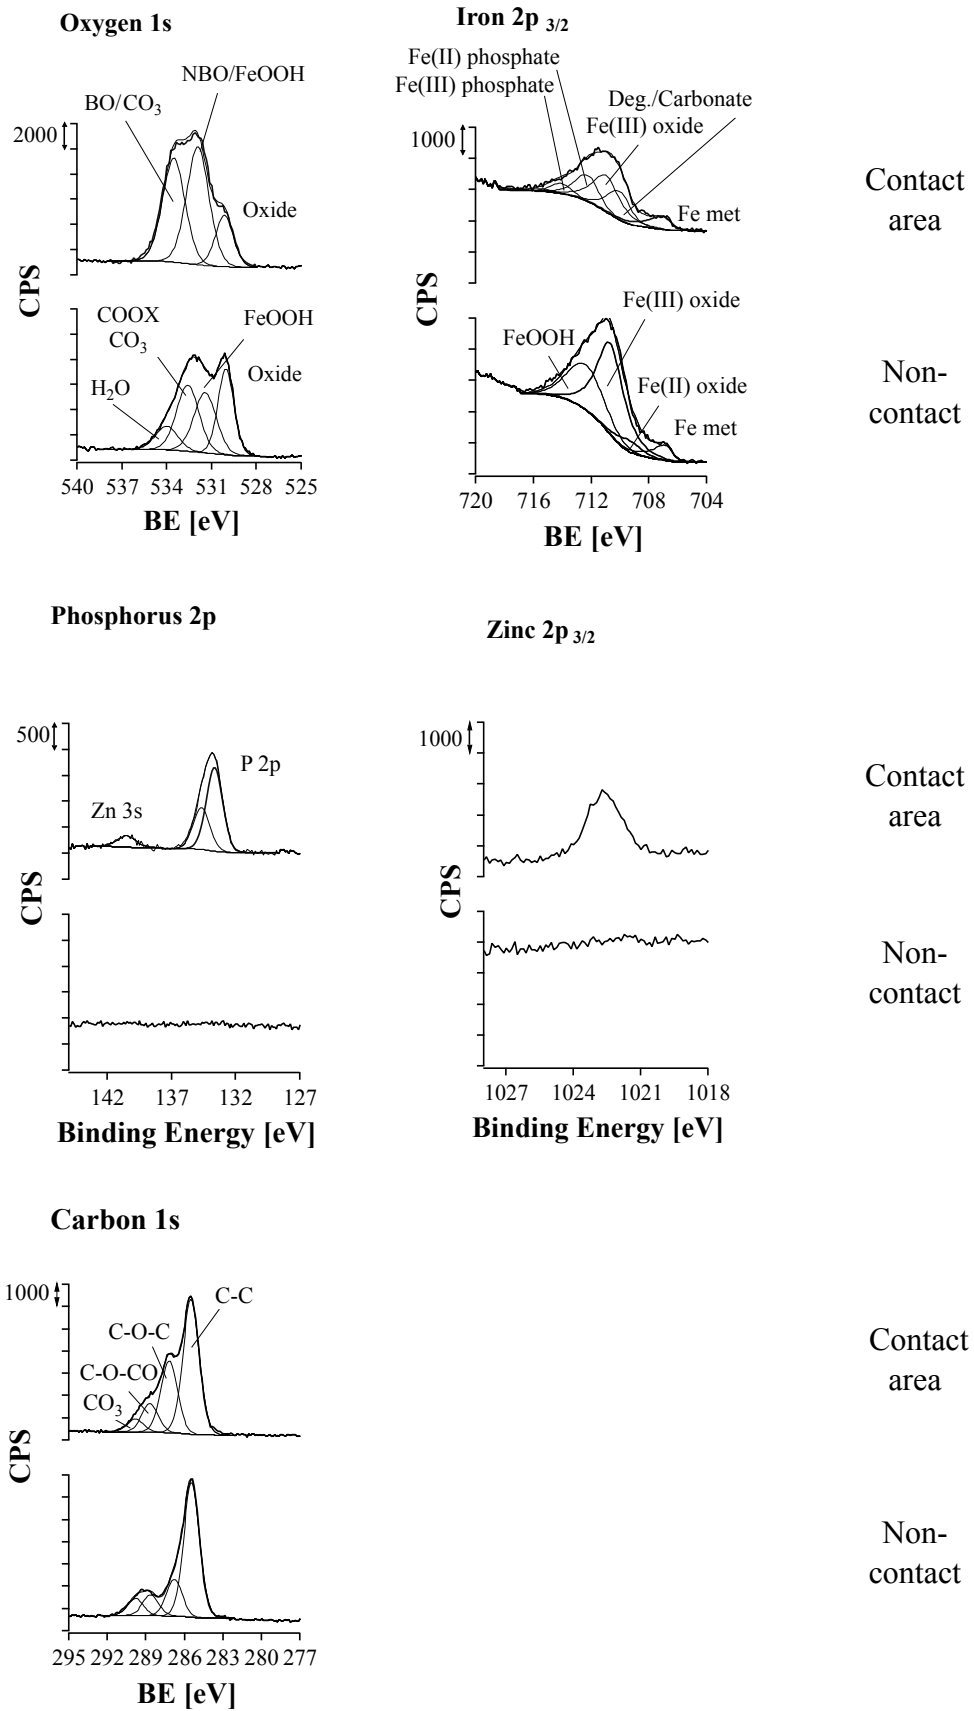 Oxygen 1s
Iron 2p 3/2
NBO/FeOOH
BO/CO3
2000
Oxide
Fe(II) phosphate
Fe(III) phosphate
Deg./Carbonate
Fe(III) oxide
1000
Fe met
Contact
area
CPS
CPS
COOX
CO3
FeOOH
H2O
Oxide
Fe(III) oxide
FeOOH
Fe(II) oxide
Fe met
Non-
contact
540 537 534 531 528 525
BE [eV]
720 716 712 708 704
BE [eV]
Phosphorus 2p
Zinc 2p 3/2
500
P 2p
Zn 3s
1000
Contact
area
CPS
CPS
Non-
contact
142 137 132 127
Binding Energy [eV]
1027 1024 1021 1018
Binding Energy [eV]
Carbon 1s
1000
C-C
C-O-C
C-O-CO
CO3
Contact
area
CPS
Non-
contact
295 292 289 286 283 280 277
BE [eV]